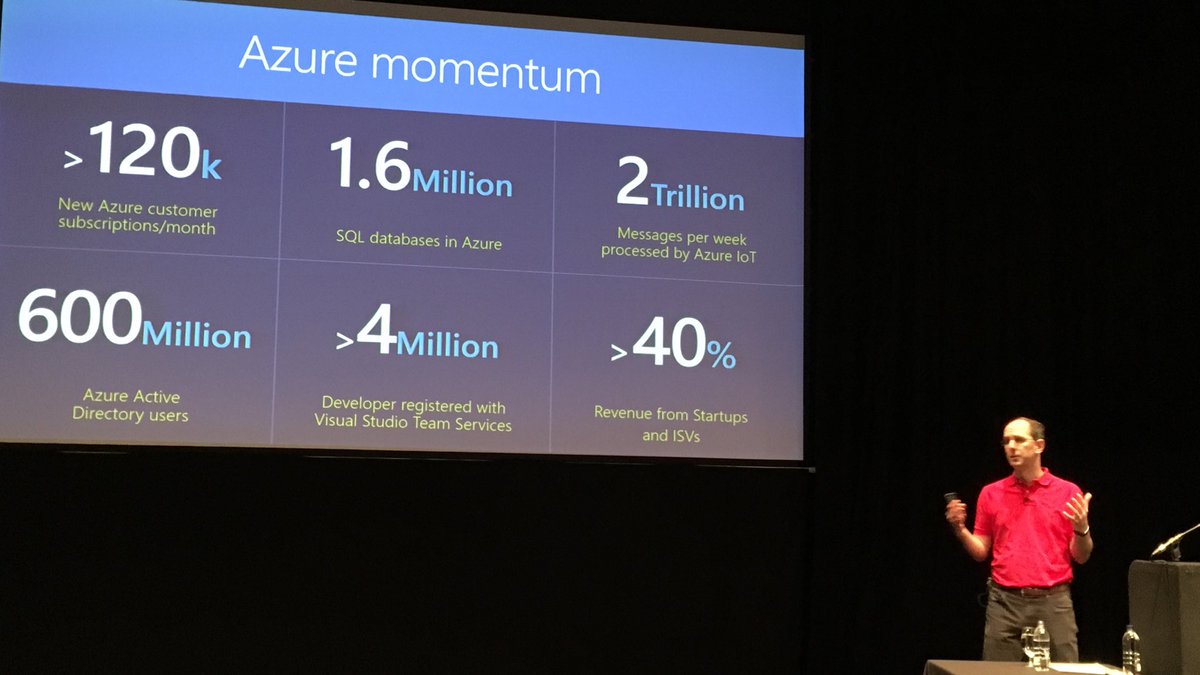 Azure momentum
>120k
New Azure customer
subscriptions/month
1.6Million
SQL databases in Azure
2Trillion
Messages per week
processed by Azure IoT
600Million
Azure Active
Directory users
>4Million
Developer registered with
Visual Studio Team Services
>40%
Revenue from Startups
and ISVs